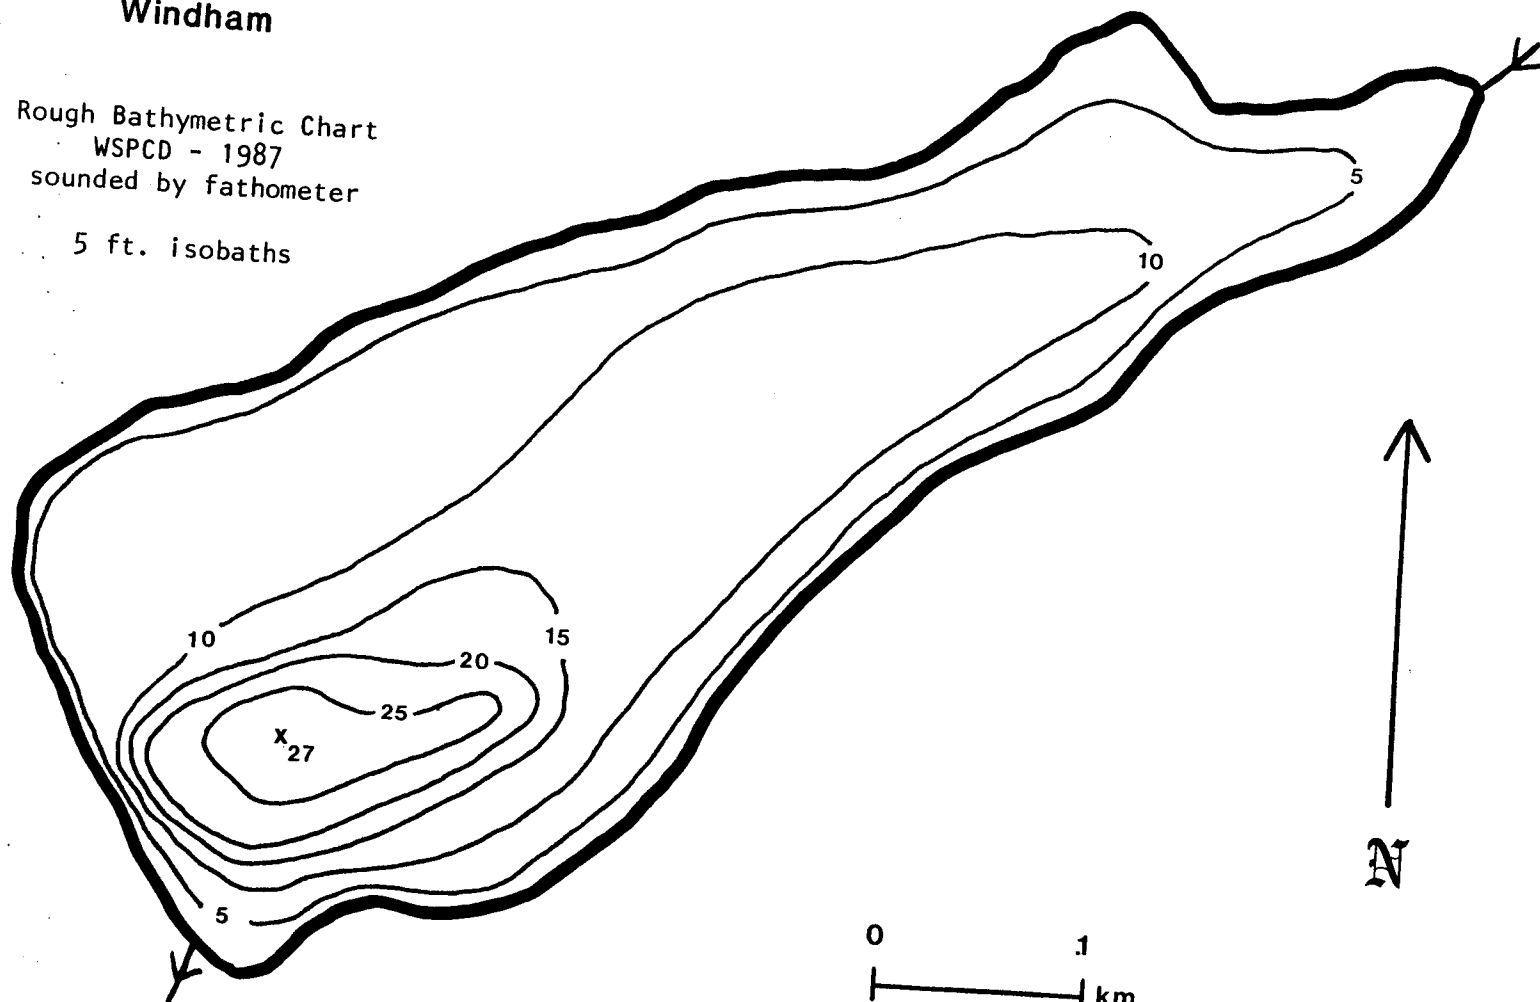 Windham
Rough Bathymetric Chart
WSPCD - 1987
sounded by fathometer
5 ft. isobaths
5
10
10
15
20
25
x 27
5
N
0 .1
km